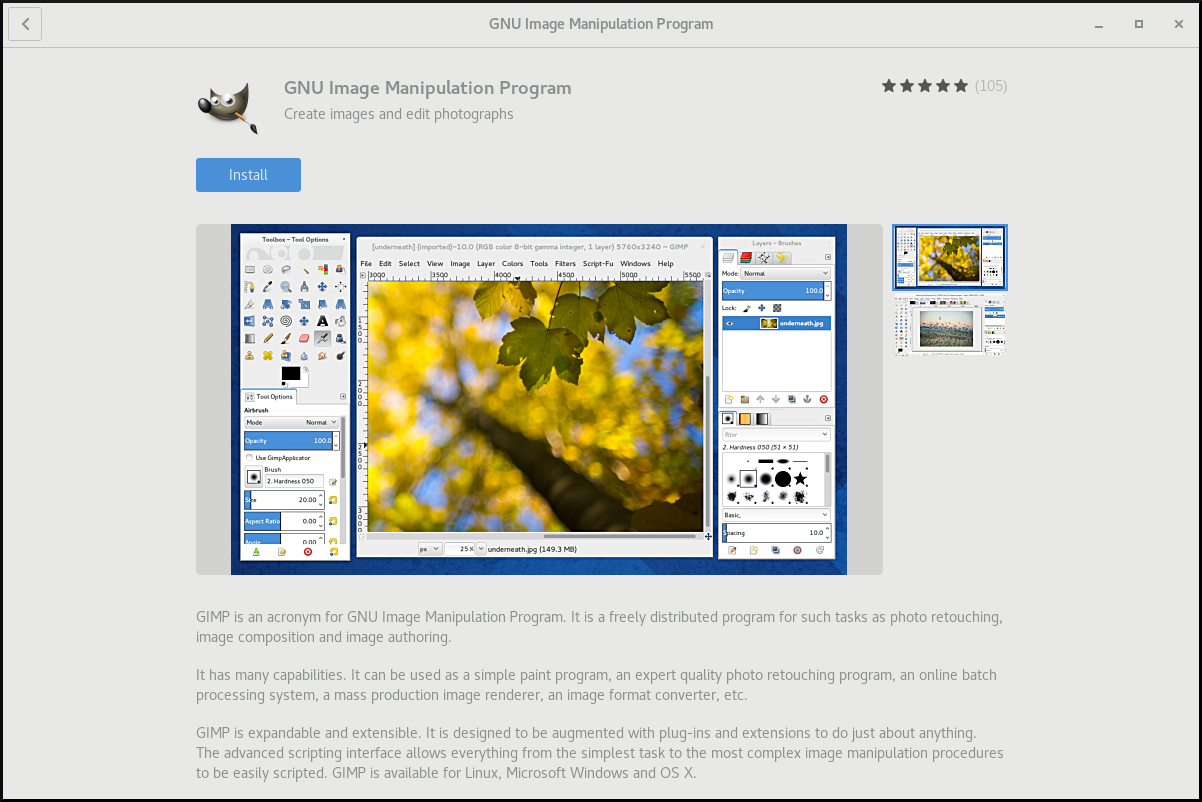 GNU Image Manipulation Program
GNU Image Manipulation Program
Create images and edit photographs
(105)
Install
Toolbox - Tool Options
[underneath] (imported)-10.0 (RGB color 8-bit gamma integer, 1 layer) 5760x3240 – GIMP
File Edit Select View Image Layer Colors Tools Filters Script-Fu Windows Help
3000 3500 4000 4500 5000 5500
Tool Options
Airbrush
Mode Normal
Opacity 100.0
Use GimpApplicator
Brush
2. Hardness 050
Size 20.00
Aspect Ratio 0.00
Angle 0.00
px 25% underneath.jpg (149.3 MB)
Layers - Brushes
Mode: Normal
Opacity 100.0
Lock:
underneath.jpg
filter
2. Hardness 050 (51 × 51)
Basic,
Spacing 10.0
GIMP is an acronym for GNU Image Manipulation Program. It is a freely distributed program for such tasks as photo retouching,
image composition and image authoring.
It has many capabilities. It can be used as a simple paint program, an expert quality photo retouching program, an online batch
processing system, a mass production image renderer, an image format converter, etc.
GIMP is expandable and extensible. It is designed to be augmented with plug-ins and extensions to do just about anything.
The advanced scripting interface allows everything from the simplest task to the most complex image manipulation procedures
to be easily scripted. GIMP is available for Linux, Microsoft Windows and OS X.